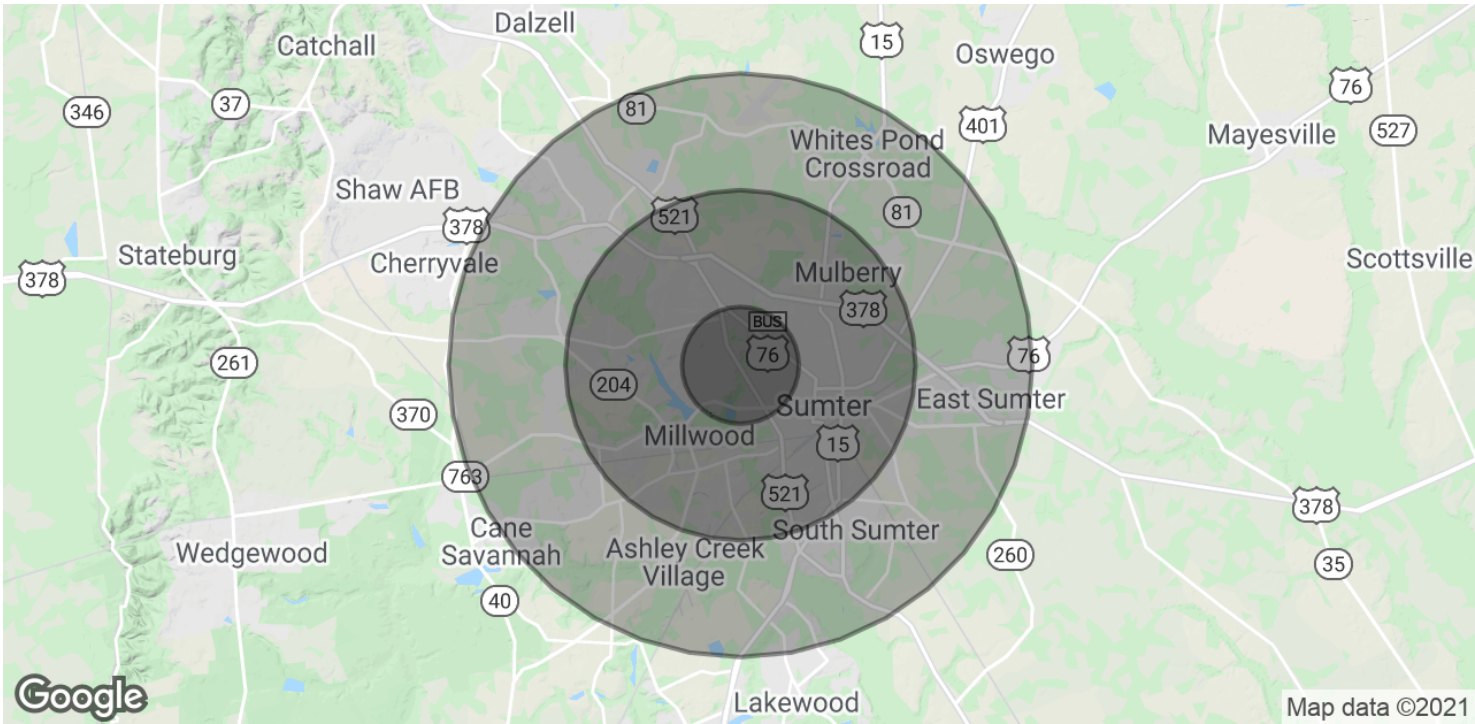 Dalzell
Catchall
15
Oswego
76
346
37
81
401
527
Mayesville
Whites Pond
Crossroad
Shaw AFB
378
521
81
Stateburg
Cherryvale
Mulberry
Scottsville
378
378
BUS
76
76
261
204
370
Sumter
East Sumter
Millwood
15
763
521
378
Cane
Savannah
South Sumter
Wedgewood
Ashley Creek
Village
260
35
40
Google
Lakewood
Map data ©2021